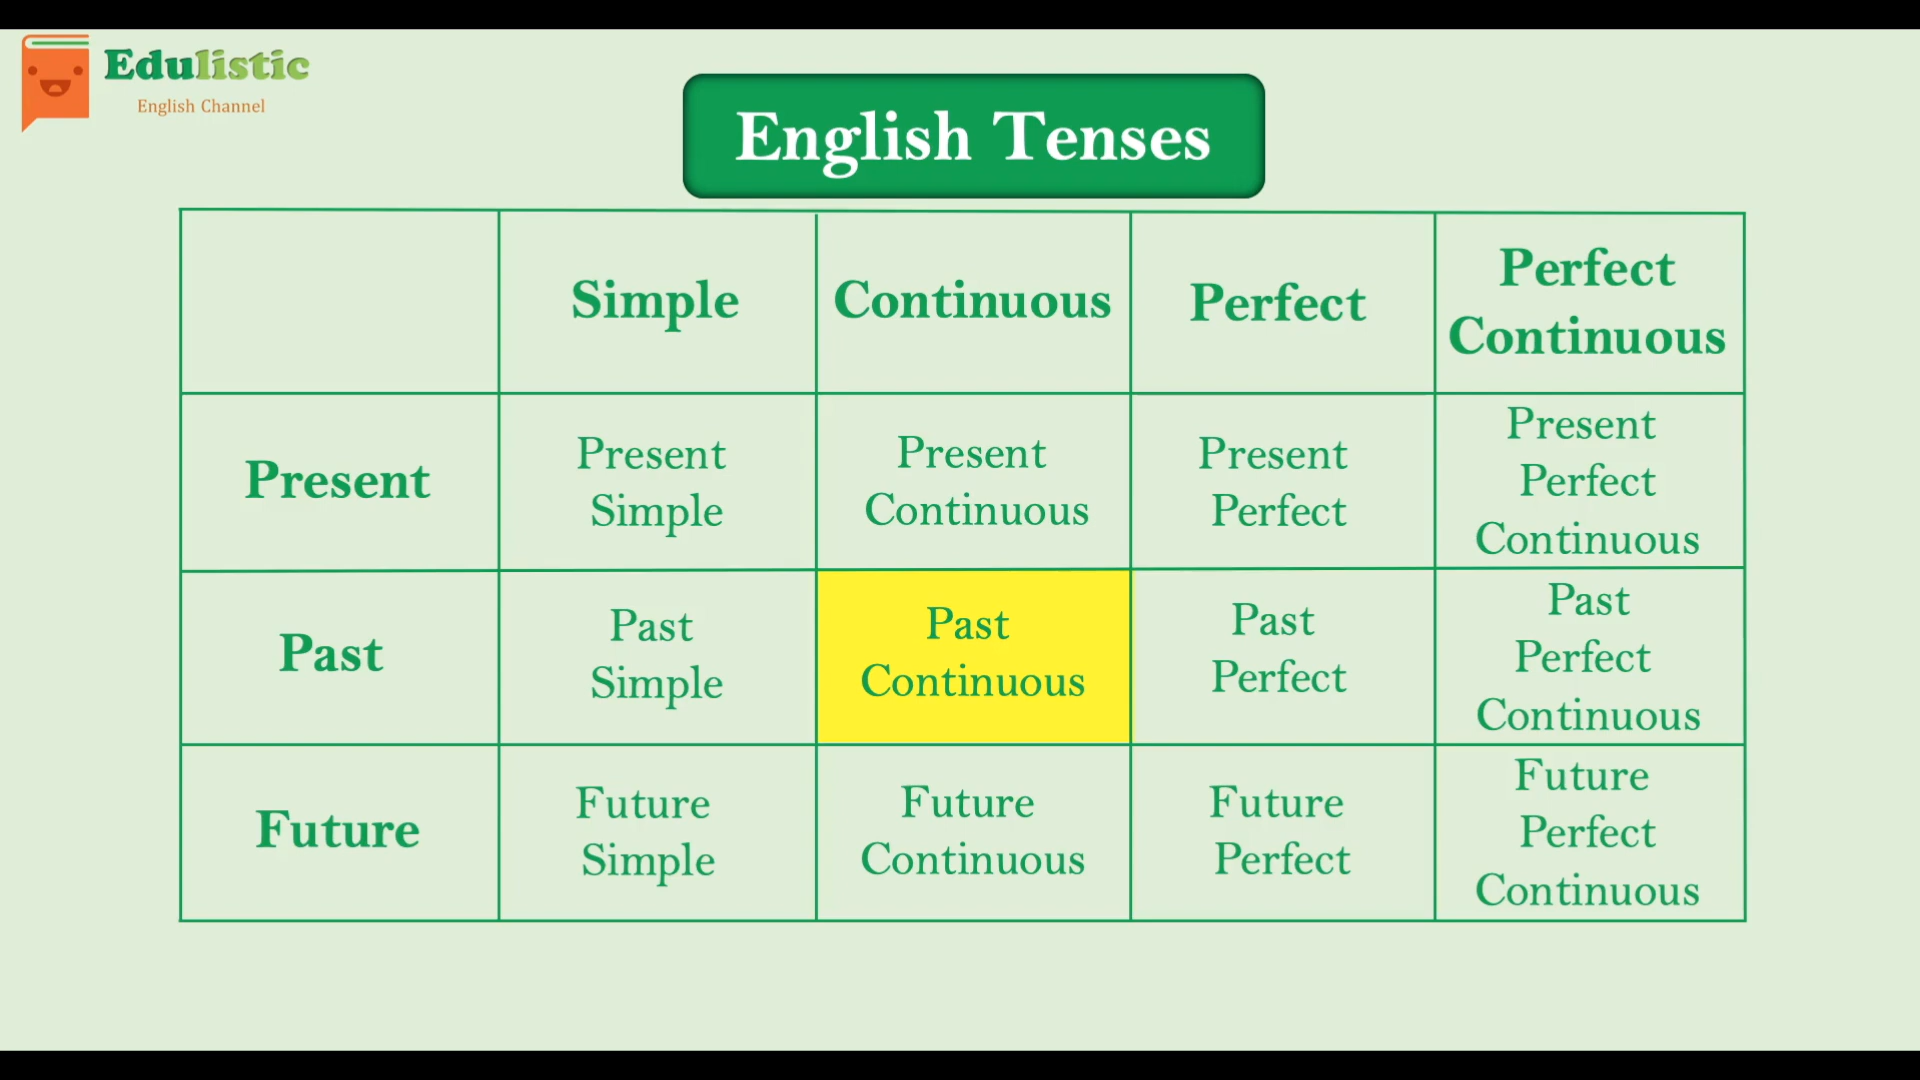 Edulistic
English Channel
English Tenses
Simple
Continuous
Perfect
Perfect
Continuous
Present
Present
Simple
Present
Continuous
Present
Perfect
Present
Perfect
Continuous
Past
Past
Simple
Past
Continuous
Past
Perfect
Past
Perfect
Continuous
Future
Future
Simple
Future
Continuous
Future
Perfect
Future
Perfect
Continuous